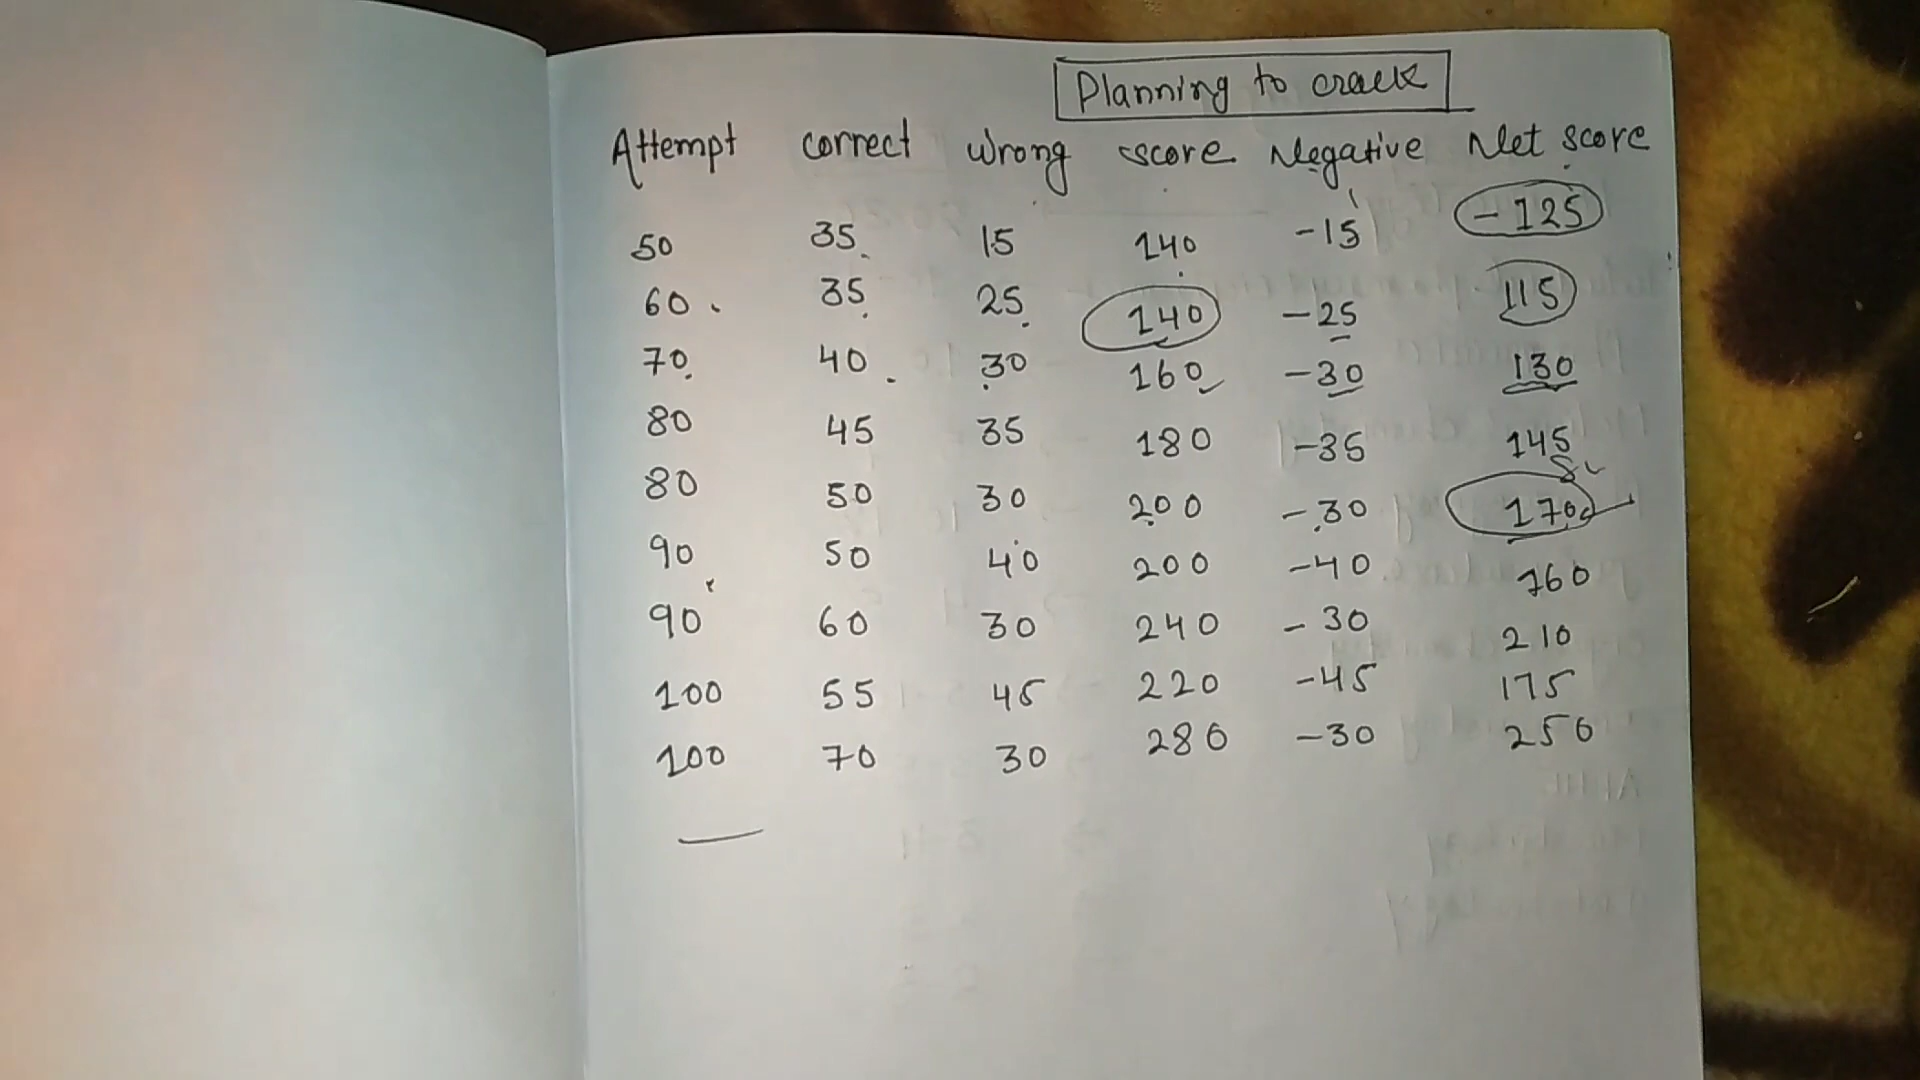 Planning to crack
Attempt correct wrong score Negative Net score
50 35 15 140 -15 -125
60 35 25 140 -25 115
70 40 30 160 -30 130
80 45 35 180 -35 145
80 50 30 200 -30 170
90 50 40 200 -40 160
90 60 30 240 -30 210
100 55 45 220 -45 175
100 70 30 280 -30 250